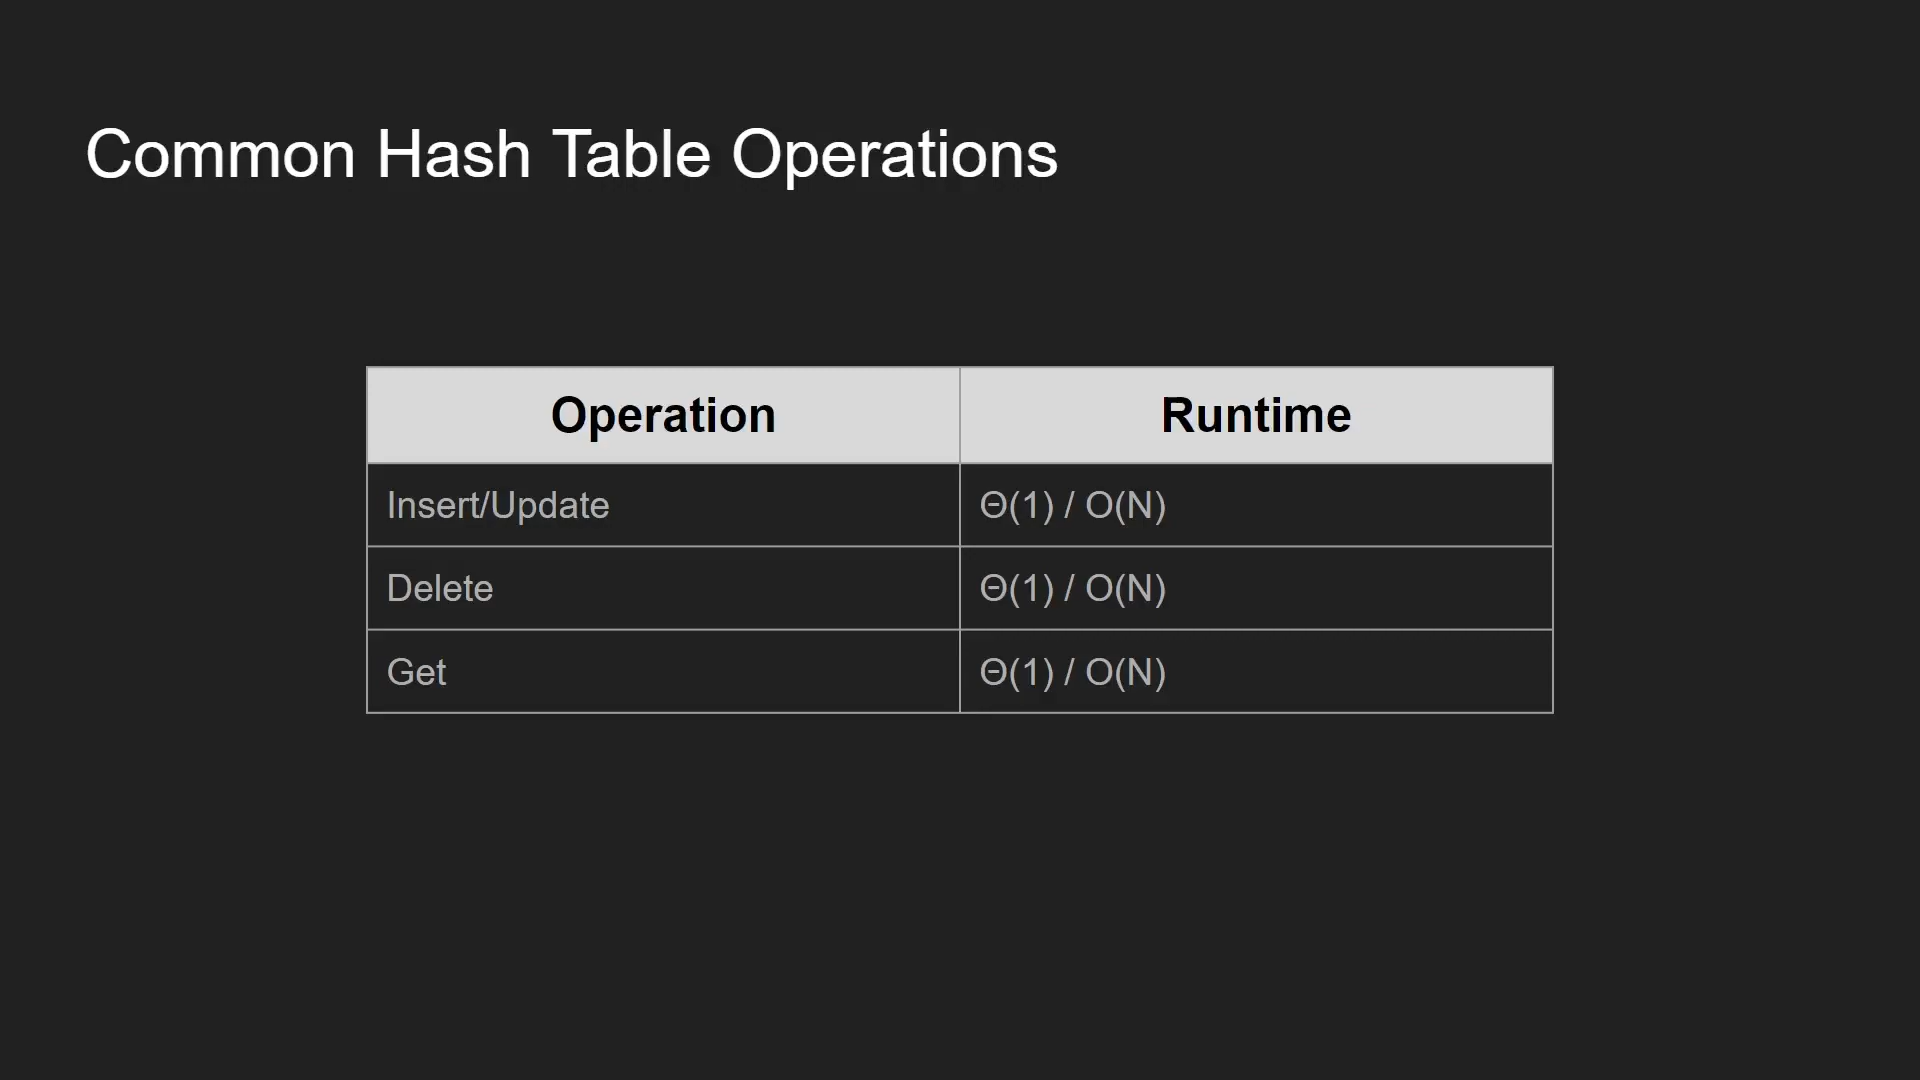 Common Hash Table Operations
Operation Runtime
Insert/Update Θ(1) / O(N)
Delete Θ(1) / O(N)
Get Θ(1) / O(N)